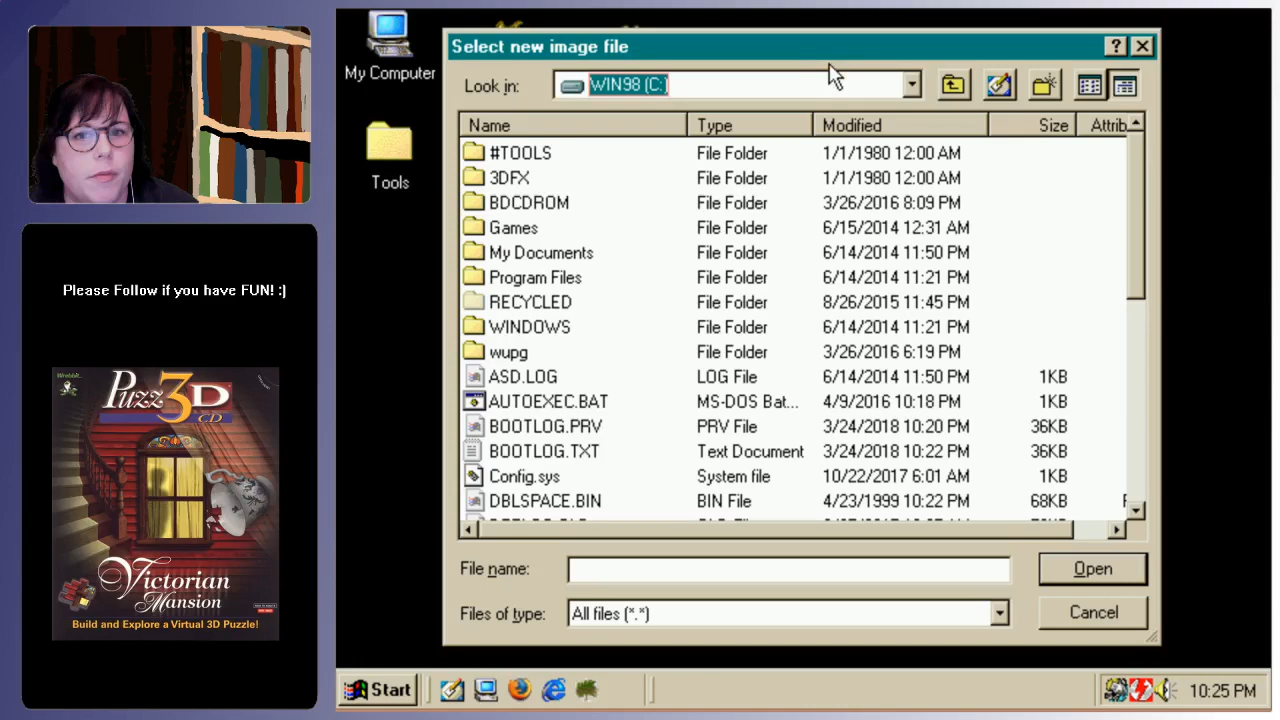 Please Follow if you have FUN! :)
Puzz3D
CD
Victorian
Mansion
Build and Explore a Virtual 3D Puzzle!
My Computer
Tools
Select new image file
Look in: WIN98 (C:)
Name Type Modified Size Attrib
#TOOLS File Folder 1/1/1980 12:00 AM
3DFX File Folder 1/1/1980 12:00 AM
BDCDROM File Folder 3/26/2016 8:09 PM
Games File Folder 6/15/2014 12:31 AM
My Documents File Folder 6/14/2014 11:50 PM
Program Files File Folder 6/14/2014 11:21 PM
RECYCLED File Folder 8/26/2015 11:45 PM
WINDOWS File Folder 6/14/2014 11:21 PM
wupg File Folder 3/26/2016 6:19 PM
ASD.LOG LOG File 6/14/2014 11:50 PM 1KB
AUTOEXEC.BAT MS-DOS Bat... 4/9/2016 10:18 PM 1KB
BOOTLOG.PRV PRV File 3/24/2018 10:20 PM 36KB
BOOTLOG.TXT Text Document 3/24/2018 10:20 PM 36KB
Config.sys System file 10/22/2017 6:01 AM 1KB
DBLSPACE.BIN BIN File 4/23/1999 10:22 PM 68KB
File name: Open
Files of type: All files (*.*) Cancel
Start 10:25 PM